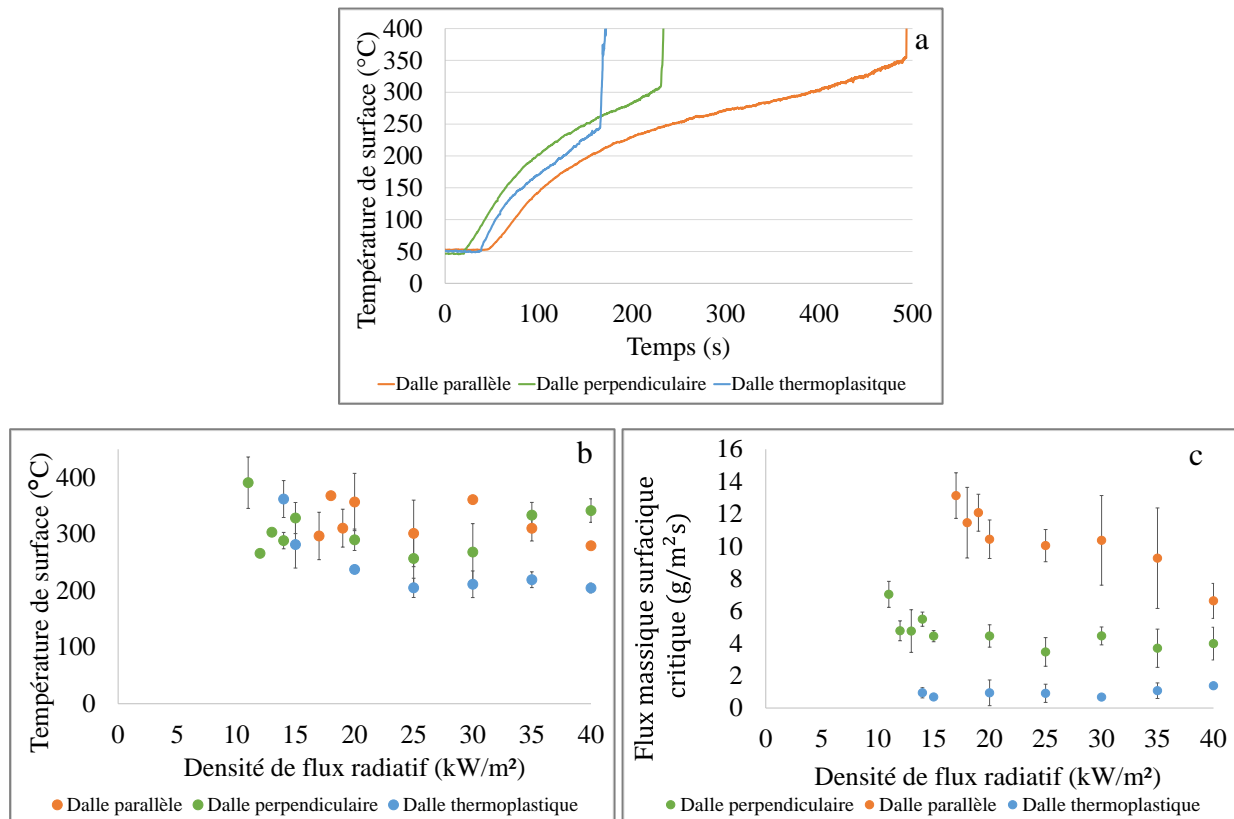 a
Température de surface (°C)
400
350
300
250
200
150
100
50
0
0 100 200 300 400 500
Temps (s)
Dalle parallèle Dalle perpendiculaire Dalle thermoplasitque
b
Température de surface (°C)
400
300
200
100
0
0 5 10 15 20 25 30 35 40
Densité de flux radiatif (kW/m²)
Dalle parallèle Dalle perpendiculaire Dalle thermoplastique
c
Flux massique surfacique
critique (g/m²s)
16
14
12
10
8
6
4
2
0
0 5 10 15 20 25 30 35 40
Densité de flux radiatif (kW/m²)
Dalle perpendiculaire Dalle parallèle Dalle thermoplastique